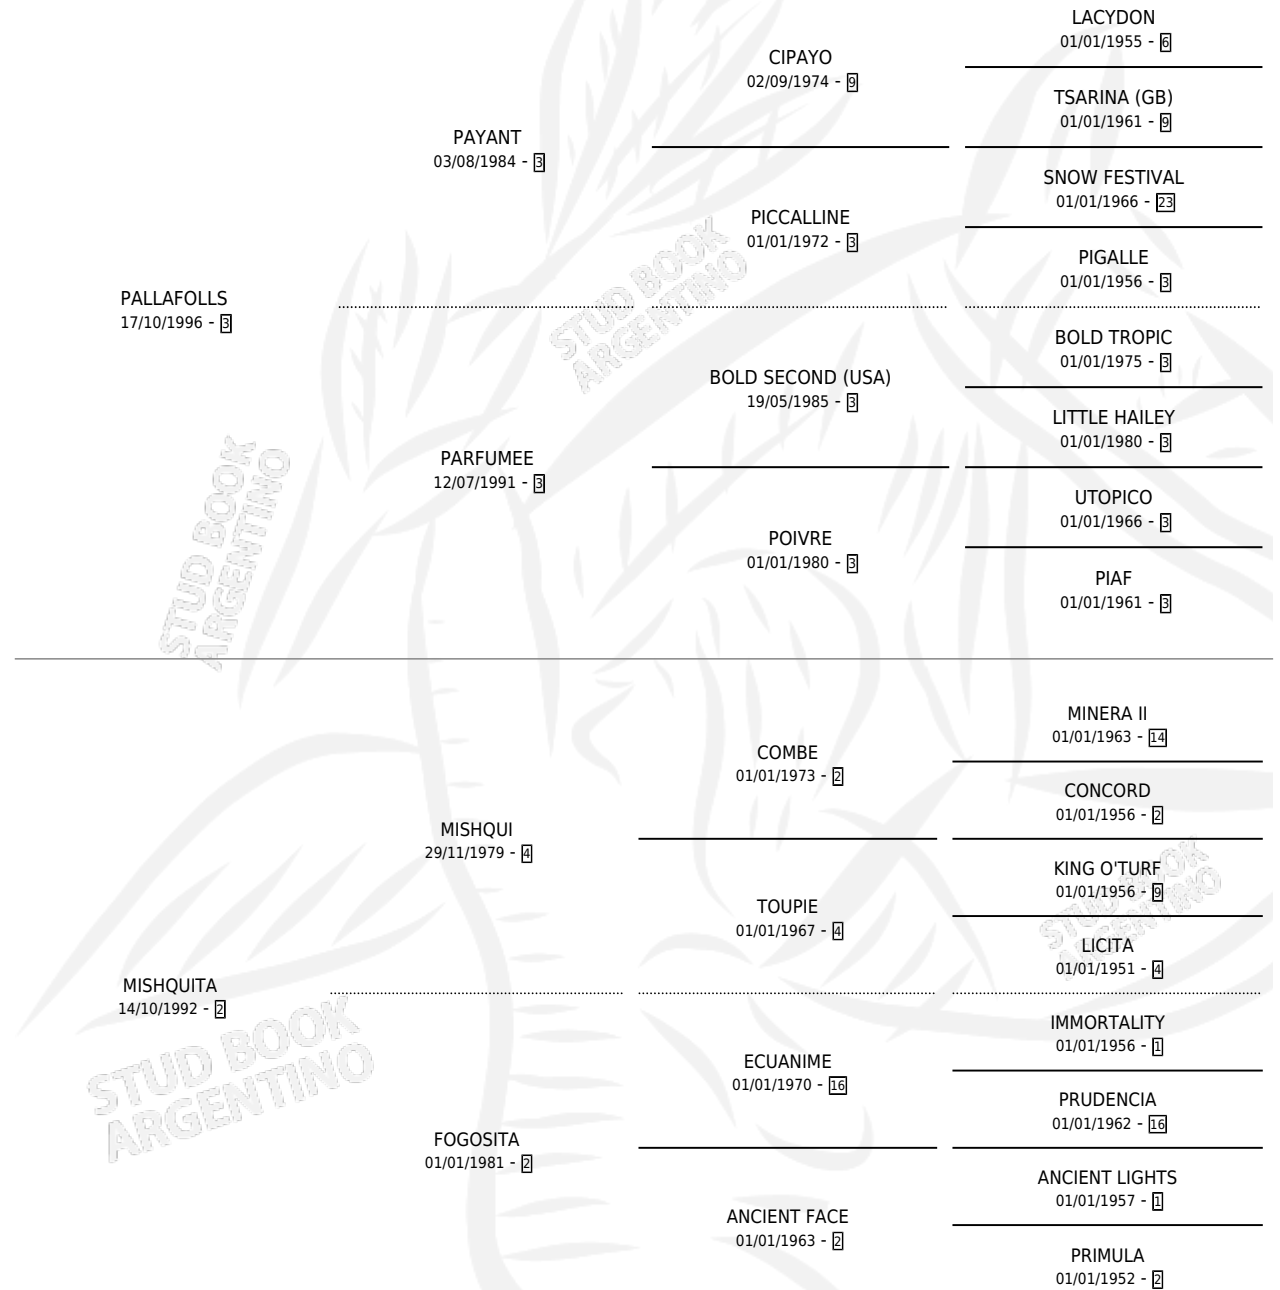 LACYDON
01/01/1955 - 6
CIPAYO
02/09/1974 - 9
TSARINA (GB)
01/01/1961 - 9
PAYANT
03/08/1984 - 3
SNOW FESTIVAL
01/01/1966 - 23
PICCALLINE
01/01/1972 - 3
PIGALLE
01/01/1956 - 3
PALLAFOLLS
17/10/1996 - 3
STUD BOOK
ARGENTINO
BOLD TROPIC
01/01/1975 - 3
BOLD SECOND (USA)
19/05/1985 - 3
LITTLE HAILEY
01/01/1980 - 3
PARFUMEE
12/07/1991 - 3
UTOPICO
01/01/1966 - 3
POIVRE
01/01/1980 - 3
PIAF
01/01/1961 - 3
STUD BOOK
ARGENTINO
MINERA II
01/01/1963 - 14
COMBE
01/01/1973 - 2
CONCORD
01/01/1956 - 2
MISHQUI
29/11/1979 - 4
KING O'TURF
01/01/1956 - 9
TOUPIE
01/01/1967 - 4
STUD BOOK
ARGENTINO
LICITA
01/01/1951 - 4
MISHQUITA
14/10/1992 - 2
IMMORTALITY
01/01/1956 - 1
ECUANIME
01/01/1970 - 16
STUD BOOK
ARGENTINO
PRUDENCIA
01/01/1962 - 16
FOGOSITA
01/01/1981 - 2
ANCIENT LIGHTS
01/01/1957 - 1
ANCIENT FACE
01/01/1963 - 2
PRIMULA
01/01/1952 - 2